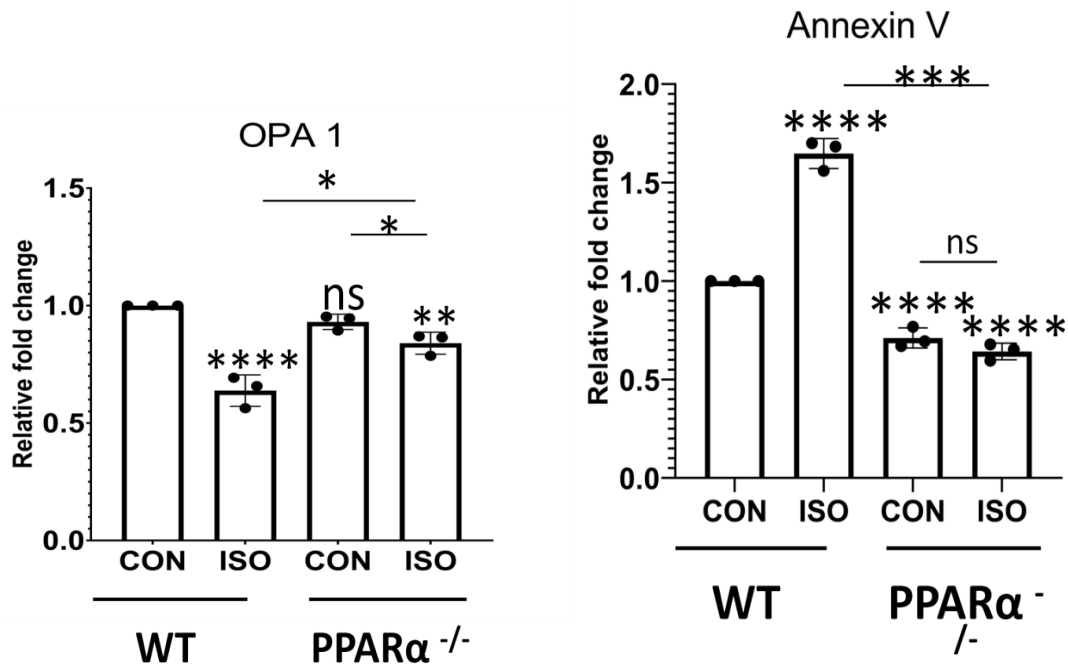 OPA 1
Relative fold change
1.5
1.0
0.5
0.0
*
*
****
ns
**
CON ISO CON ISO
WT PPARα -/-
Annexin V
Relative fold change
2.0
1.5
1.0
0.5
0.0
***
****
ns
****
****
CON ISO CON ISO
WT PPARα -
/-